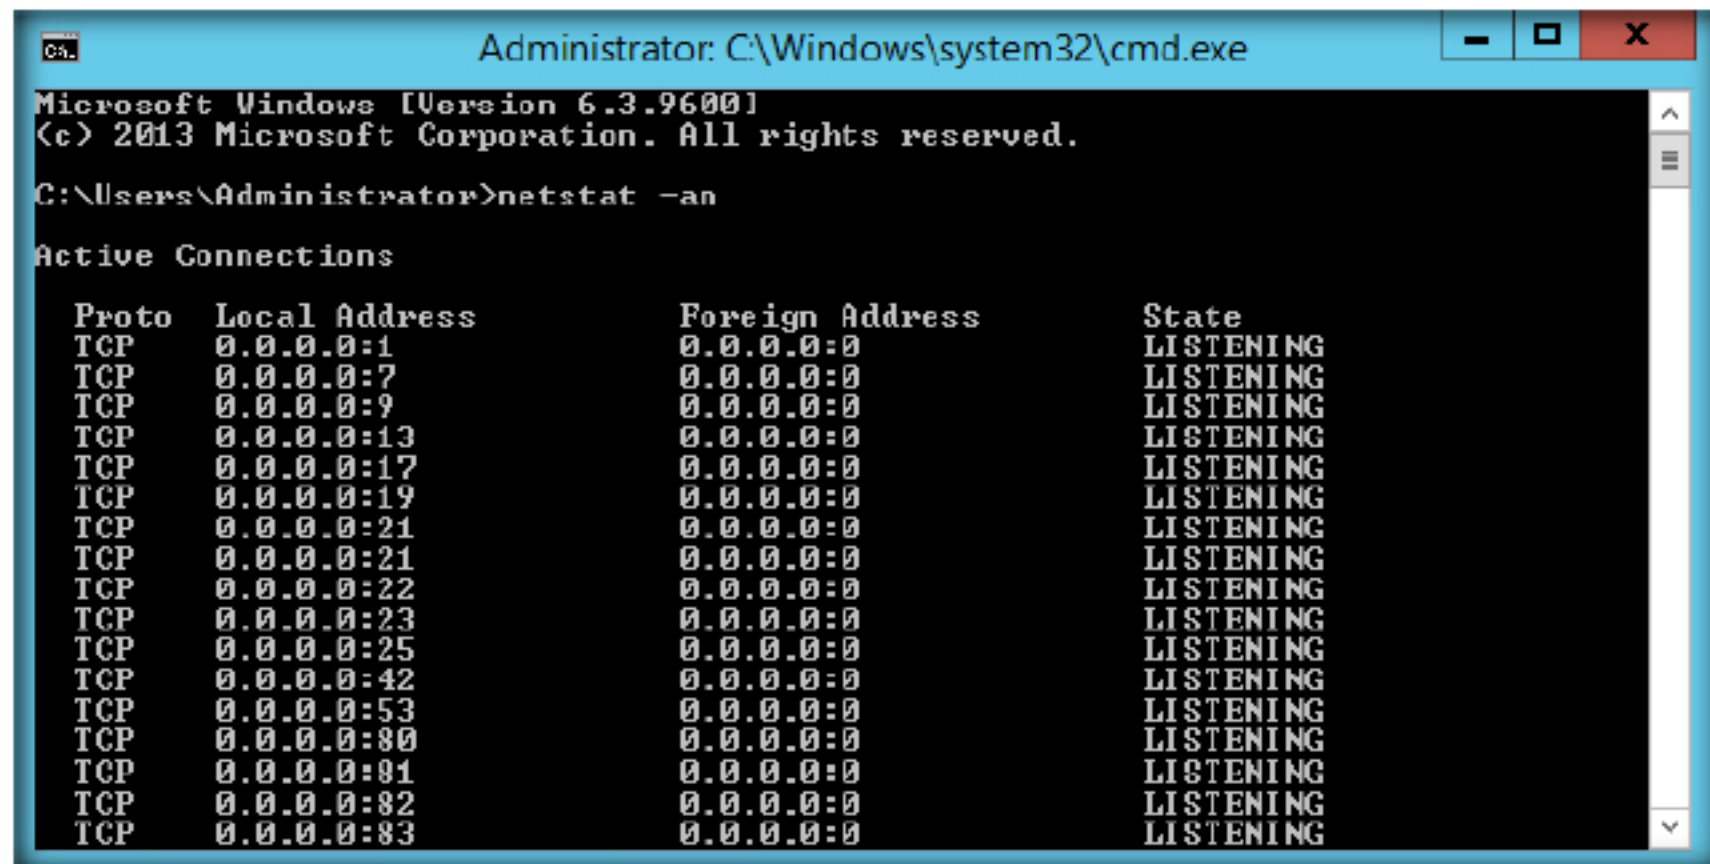 Administrator: C:\Windows\system32\cmd.exe
Microsoft Windows [Version 6.3.9600]
(c) 2013 Microsoft Corporation. All rights reserved.
C:\Users\Administrator>netstat -an
Active Connections
Proto Local Address Foreign Address State
TCP 0.0.0.0:1 0.0.0.0:0 LISTENING
TCP 0.0.0.0:7 0.0.0.0:0 LISTENING
TCP 0.0.0.0:9 0.0.0.0:0 LISTENING
TCP 0.0.0.0:13 0.0.0.0:0 LISTENING
TCP 0.0.0.0:17 0.0.0.0:0 LISTENING
TCP 0.0.0.0:19 0.0.0.0:0 LISTENING
TCP 0.0.0.0:21 0.0.0.0:0 LISTENING
TCP 0.0.0.0:21 0.0.0.0:0 LISTENING
TCP 0.0.0.0:22 0.0.0.0:0 LISTENING
TCP 0.0.0.0:23 0.0.0.0:0 LISTENING
TCP 0.0.0.0:25 0.0.0.0:0 LISTENING
TCP 0.0.0.0:42 0.0.0.0:0 LISTENING
TCP 0.0.0.0:53 0.0.0.0:0 LISTENING
TCP 0.0.0.0:80 0.0.0.0:0 LISTENING
TCP 0.0.0.0:81 0.0.0.0:0 LISTENING
TCP 0.0.0.0:82 0.0.0.0:0 LISTENING
TCP 0.0.0.0:83 0.0.0.0:0 LISTENING